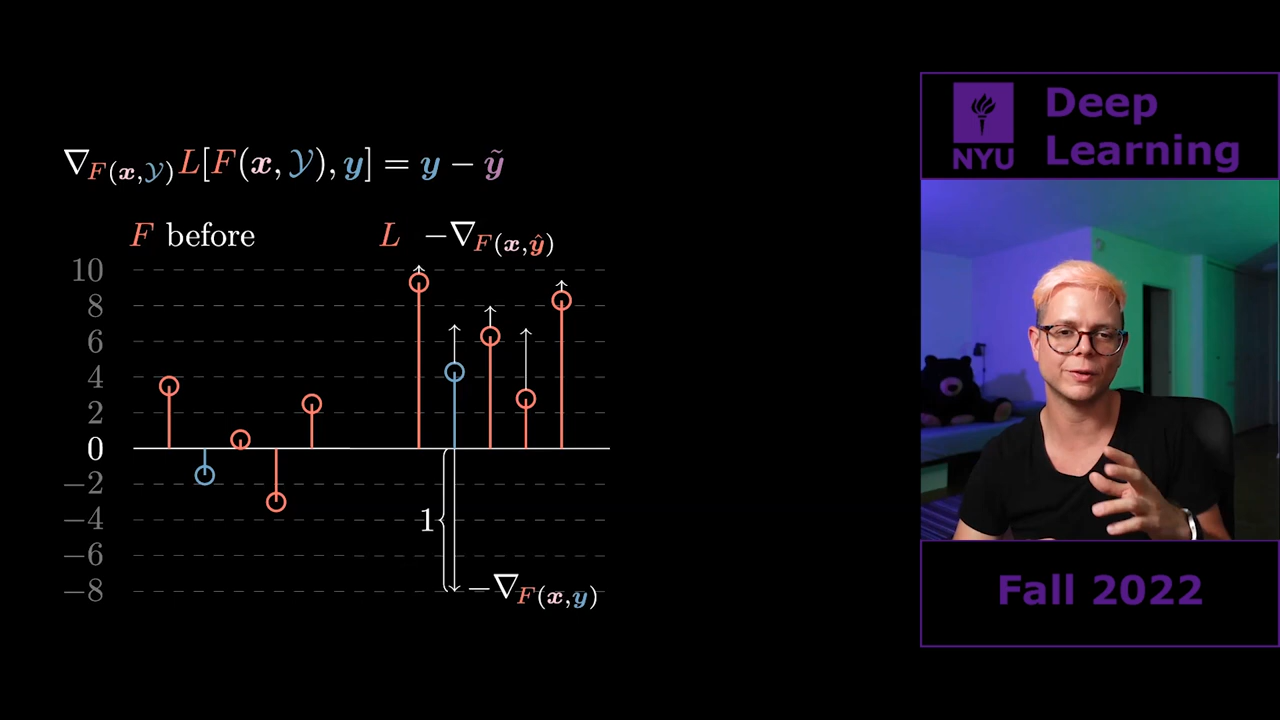 ∇F(x,𝒴)L[F(x,𝒴),y] = y − ỹ
F before
L −∇F(x,ŷ)
10
8
6
4
2
0
−2
−4
−6
−8
1
−∇F(x,y)
NYU
Deep
Learning
Fall 2022